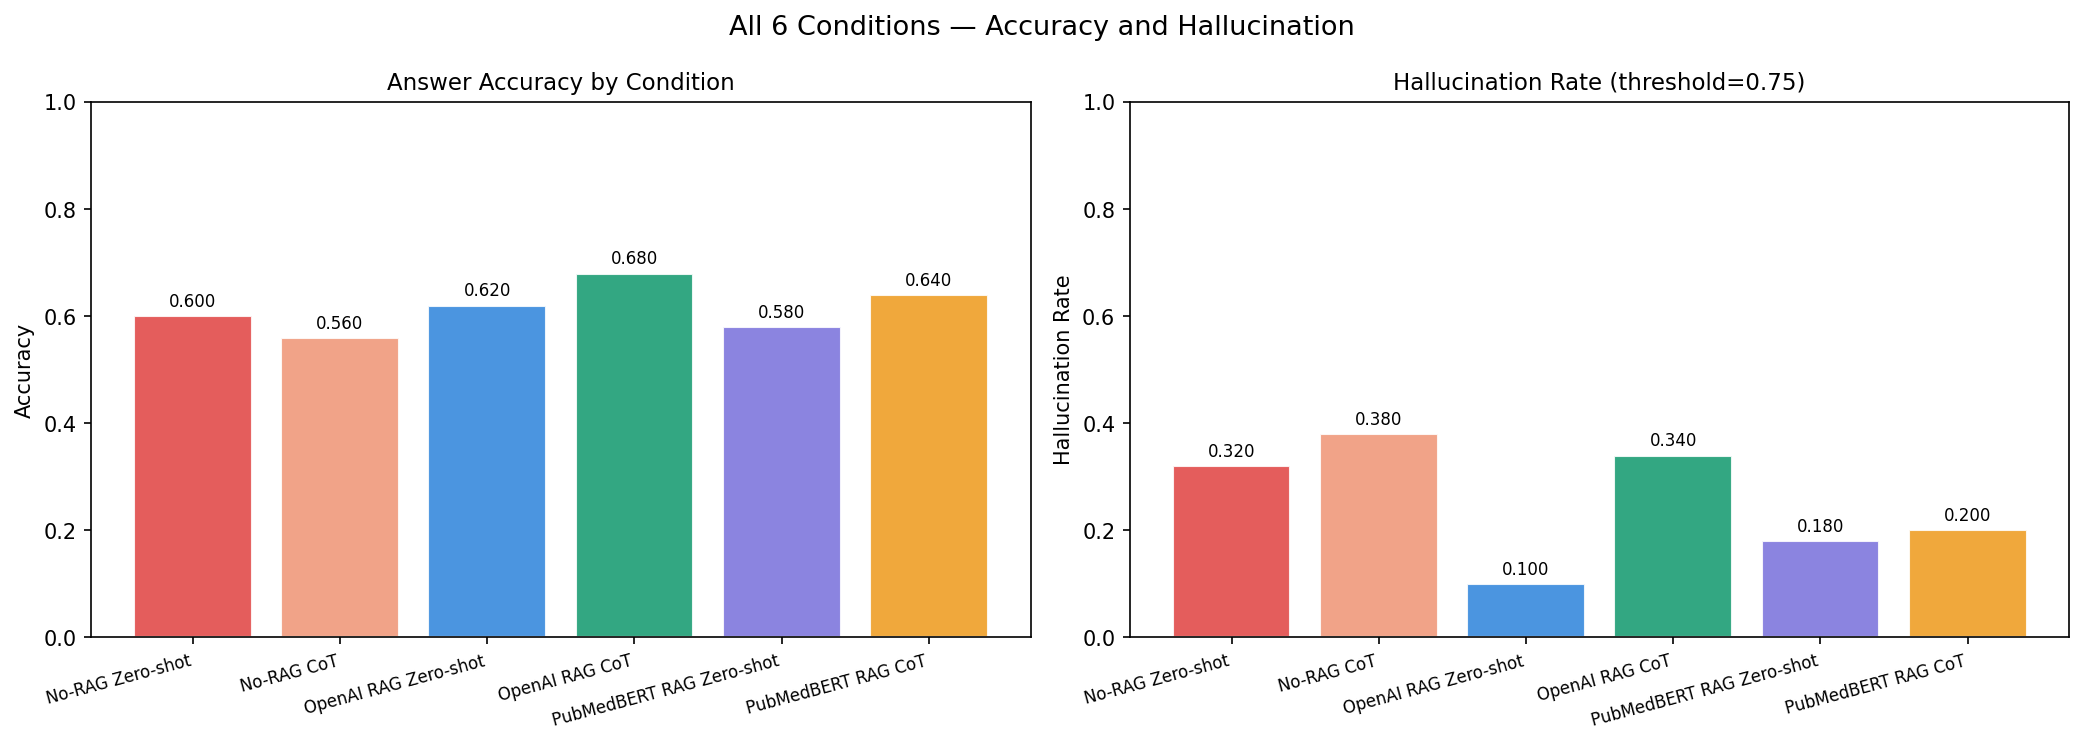 All 6 Conditions — Accuracy and Hallucination
Answer Accuracy by Condition
Accuracy
1.0
0.8
0.6
0.4
0.2
0.0
0.600
0.560
0.620
0.680
0.580
0.640
No-RAG Zero-shot
No-RAG CoT
OpenAI RAG Zero-shot
OpenAI RAG CoT
PubMedBERT RAG Zero-shot
PubMedBERT RAG CoT
Hallucination Rate (threshold=0.75)
Hallucination Rate
1.0
0.8
0.6
0.4
0.2
0.0
0.320
0.380
0.100
0.340
0.180
0.200
No-RAG Zero-shot
No-RAG CoT
OpenAI RAG Zero-shot
OpenAI RAG CoT
PubMedBERT RAG Zero-shot
PubMedBERT RAG CoT